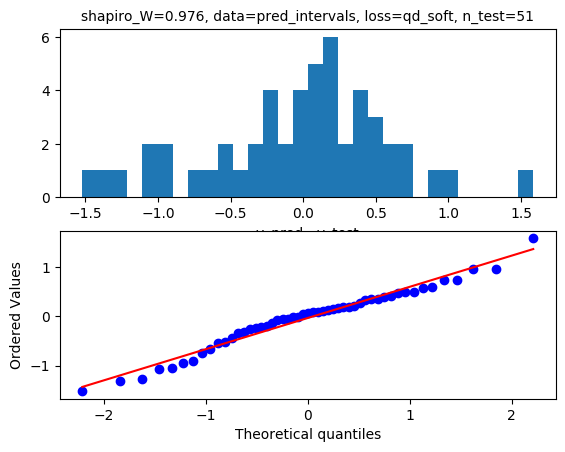 shapiro_W=0.976, data=pred_intervals, loss=qd_soft, n_test=51
6
4
2
0
−1.5 −1.0 −0.5 0.0 0.5 1.0 1.5
1
0
−1
Ordered Values
−2 −1 0 1 2
Theoretical quantiles